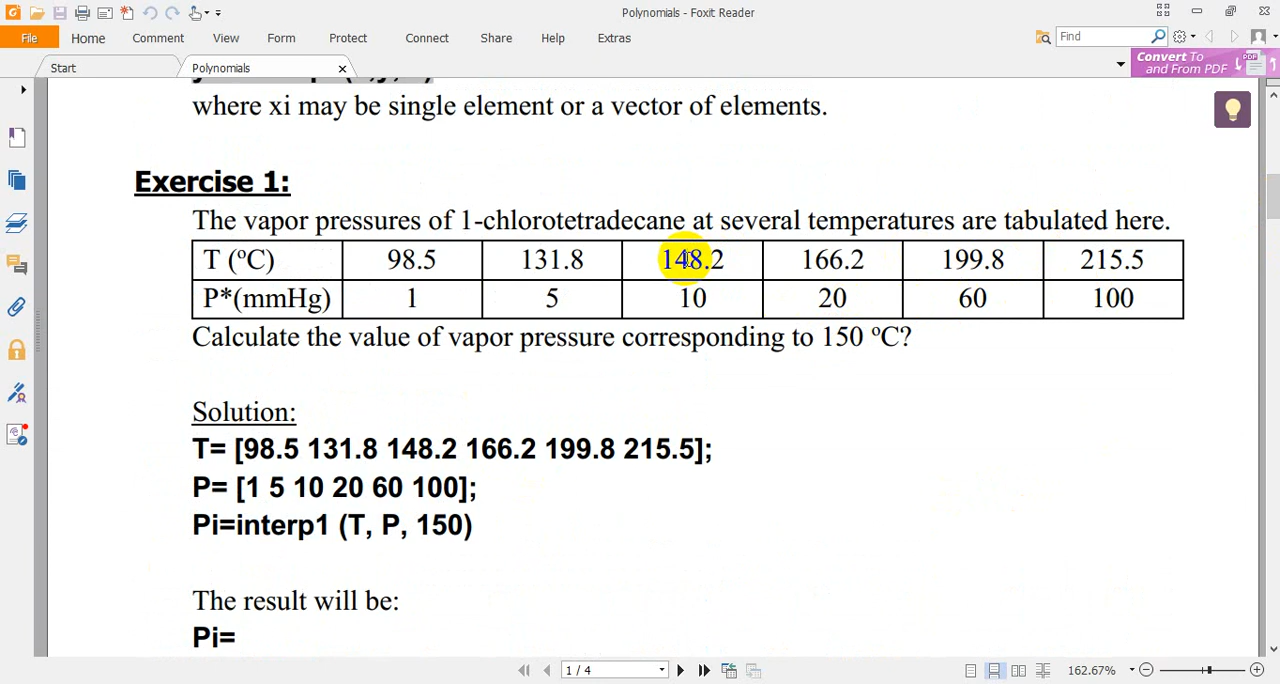 Polynomials - Foxit Reader
File Home Comment View Form Protect Connect Share Help Extras Find
Start Polynomials Convert To and From PDF
where xi may be single element or a vector of elements.
Exercise 1:
The vapor pressures of 1-chlorotetradecane at several temperatures are tabulated here.
T (ºC) 98.5 131.8 148.2 166.2 199.8 215.5
P*(mmHg) 1 5 10 20 60 100
Calculate the value of vapor pressure corresponding to 150 ºC?
Solution:
T= [98.5 131.8 148.2 166.2 199.8 215.5];
P= [1 5 10 20 60 100];
Pi=interp1 (T, P, 150)
The result will be:
Pi=
1 / 4 162.67%